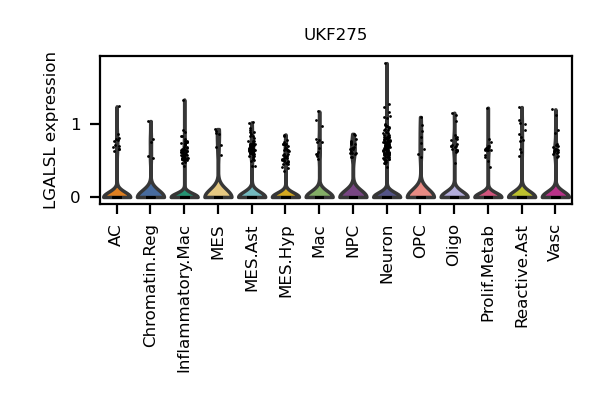 UKF275
LGALSL expression
1
0
AC
Chromatin.Reg
Inflammatory.Mac
MES
MES.Ast
MES.Hyp
Mac
NPC
Neuron
OPC
Oligo
Prolif.Metab
Reactive.Ast
Vasc